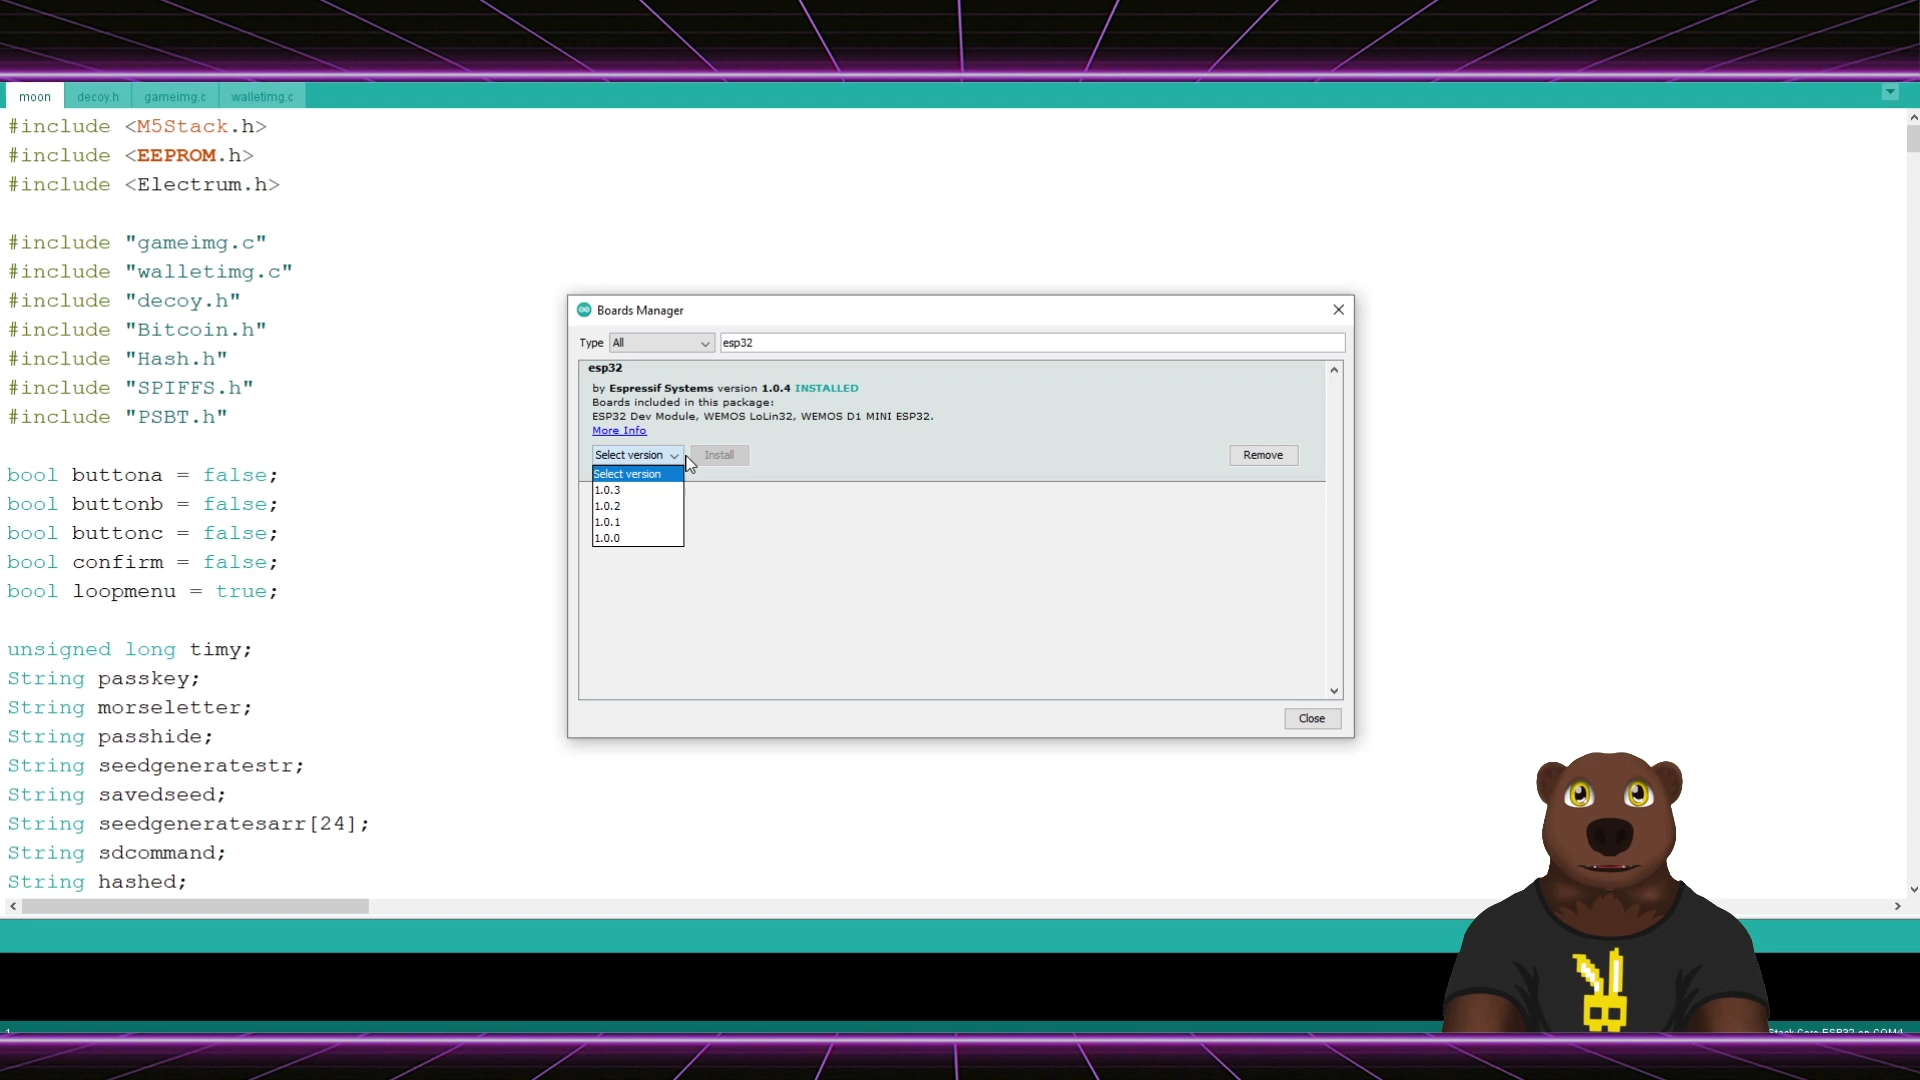 moon decoy.h gameimg.c walletimg.c
#include <M5Stack.h>
#include <EEPROM.h>
#include <Electrum.h>
#include "gameimg.c"
#include "walletimg.c"
#include "decoy.h"
#include "Bitcoin.h"
#include "Hash.h"
#include "SPIFFS.h"
#include "PSBT.h"
bool buttona = false;
bool buttonb = false;
bool buttonc = false;
bool confirm = false;
bool loopmenu = true;
unsigned long timy;
String passkey;
String morseletter;
String passhide;
String seedgeneratestr;
String savedseed;
String seedgeneratesarr[24];
String sdcommand;
String hashed;
Boards Manager
Type All esp32
esp32
by Espressif Systems version 1.0.4 INSTALLED
Boards included in this package:
ESP32 Dev Module, WEMOS LoLin32, WEMOS D1 MINI ESP32.
More Info
Select version Install Remove
Select version
1.0.3
1.0.2
1.0.1
1.0.0
Close